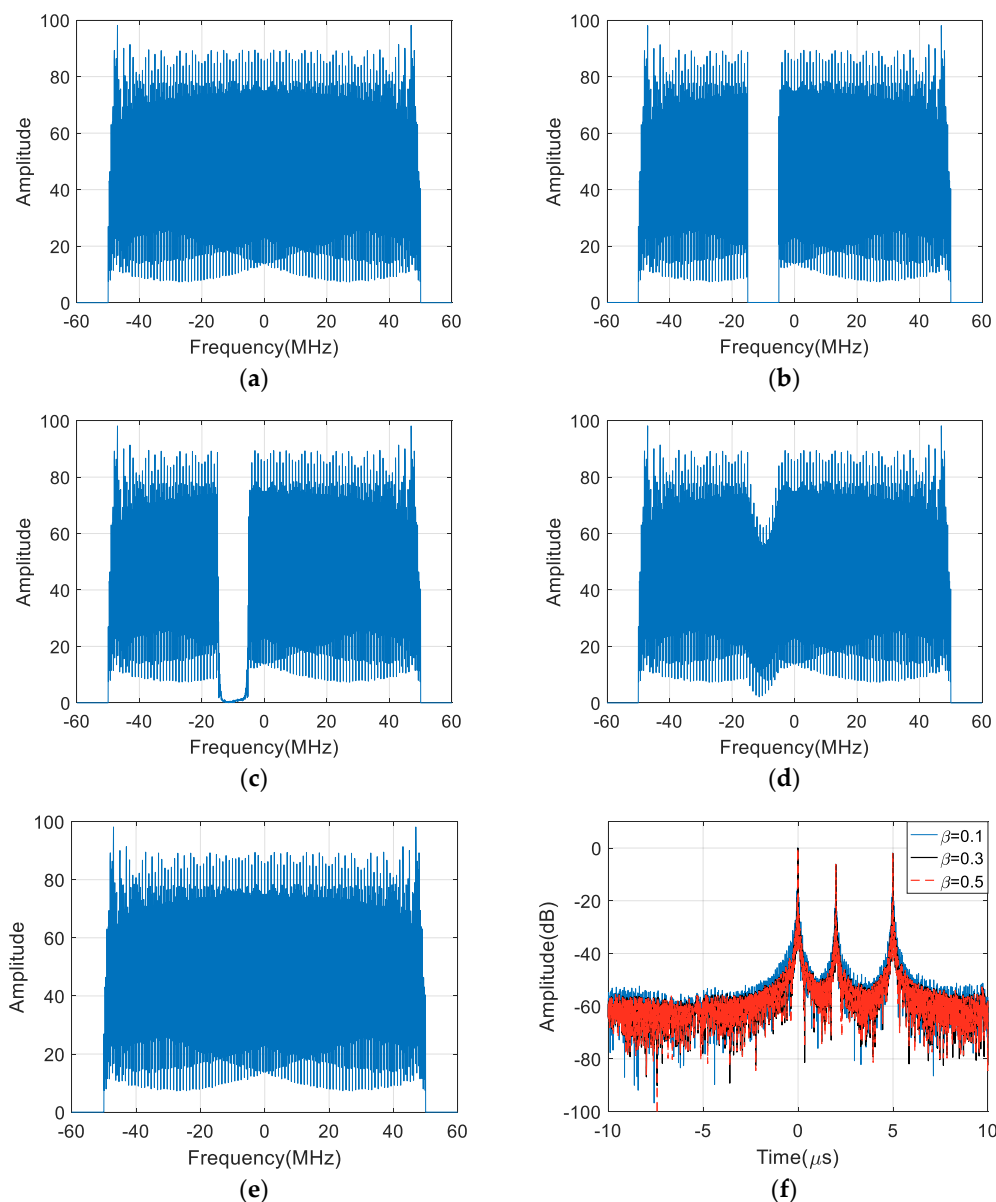 100
80
60
40
20
0
Amplitude
-60 -40 -20 0 20 40 60
Frequency(MHz)
(a)
100
80
60
40
20
0
Amplitude
-60 -40 -20 0 20 40 60
Frequency(MHz)
(b)
100
80
60
40
20
0
Amplitude
-60 -40 -20 0 20 40 60
Frequency(MHz)
(c)
100
80
60
40
20
0
Amplitude
-60 -40 -20 0 20 40 60
Frequency(MHz)
(d)
100
80
60
40
20
0
Amplitude
-60 -40 -20 0 20 40 60
Frequency(MHz)
(e)
0
-20
-40
-60
-80
-100
Amplitude(dB)
β=0.1
β=0.3
β=0.5
-10 -5 0 5 10
Time(μs)
(f)